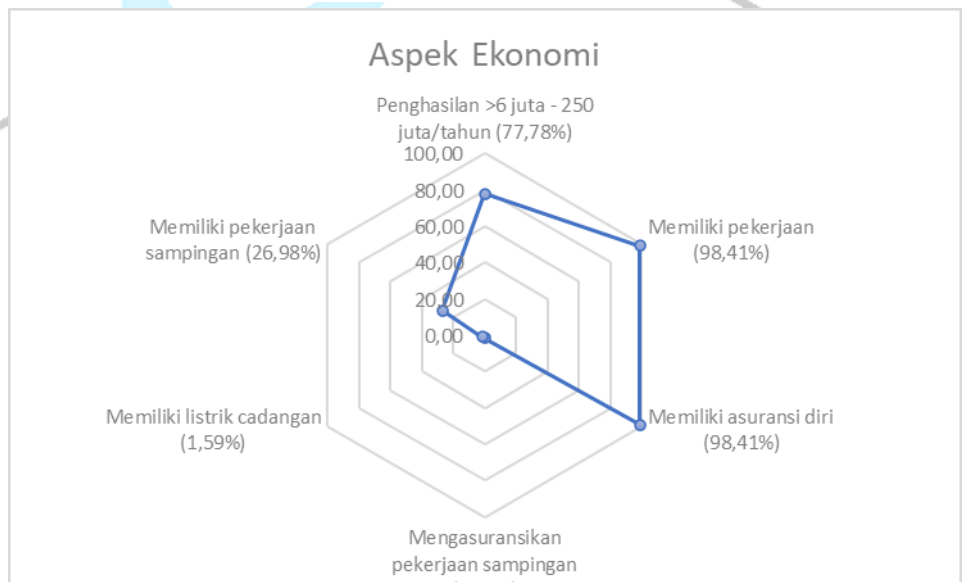 Aspek Ekonomi
Penghasilan >6 juta - 250
juta/tahun (77,78%)
100,00
80,00
60,00
40,00
20,00
0,00
Memiliki pekerjaan
(98,41%)
Memiliki asuransi diri
(98,41%)
Mengasuransikan
pekerjaan sampingan
Memiliki listrik cadangan
(1,59%)
Memiliki pekerjaan
sampingan (26,98%)